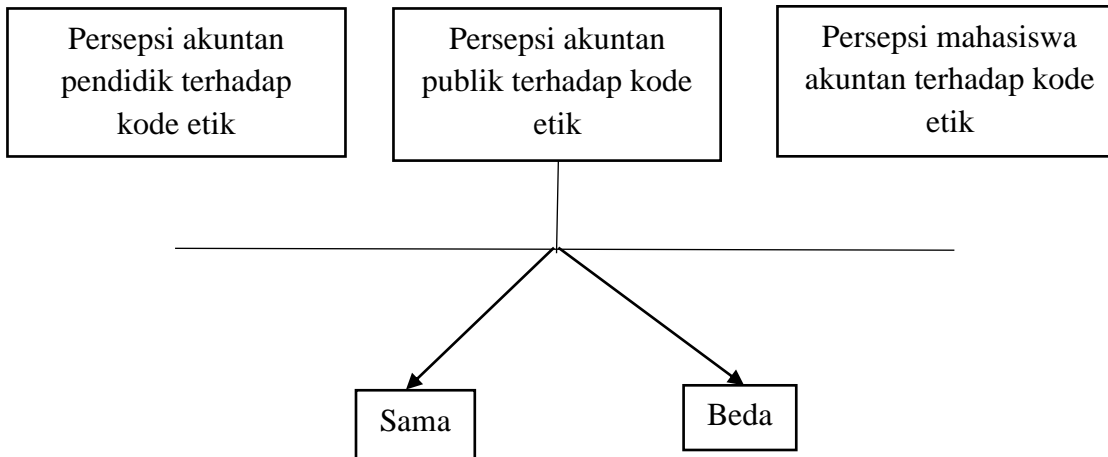 Persepsi akuntan
pendidik terhadap
kode etik
Persepsi akuntan
publik terhadap kode
etik
Persepsi mahasiswa
akuntan terhadap kode
etik
Sama
Beda